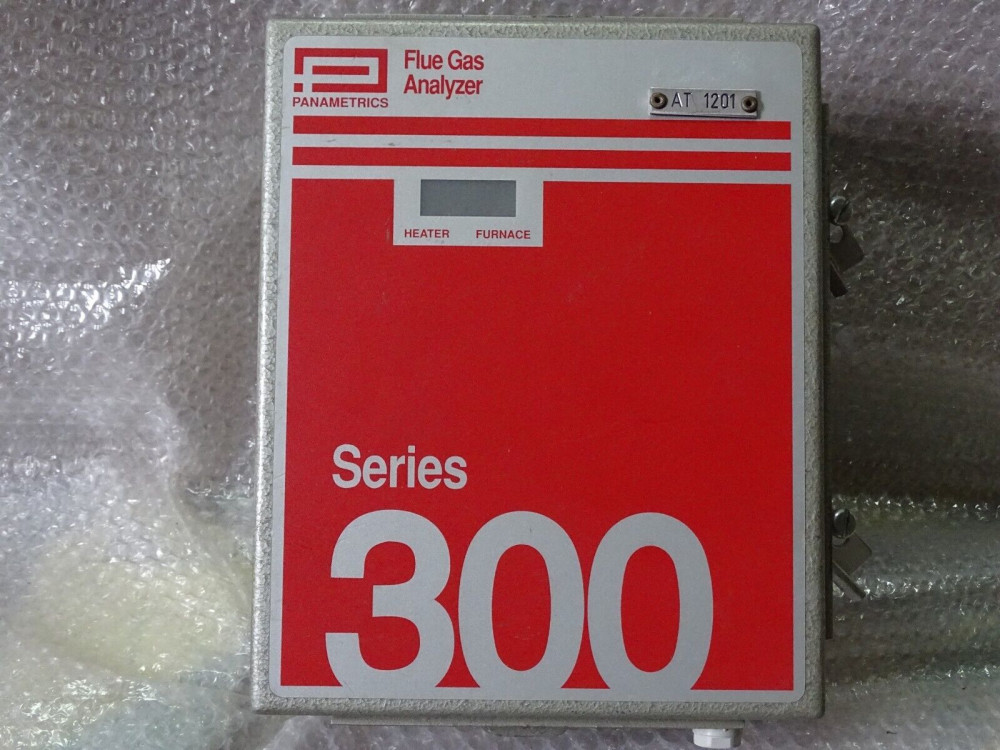 Flue Gas
Analyzer
PANAMETRICS
AT 1201
HEATER FURNACE
Series
300